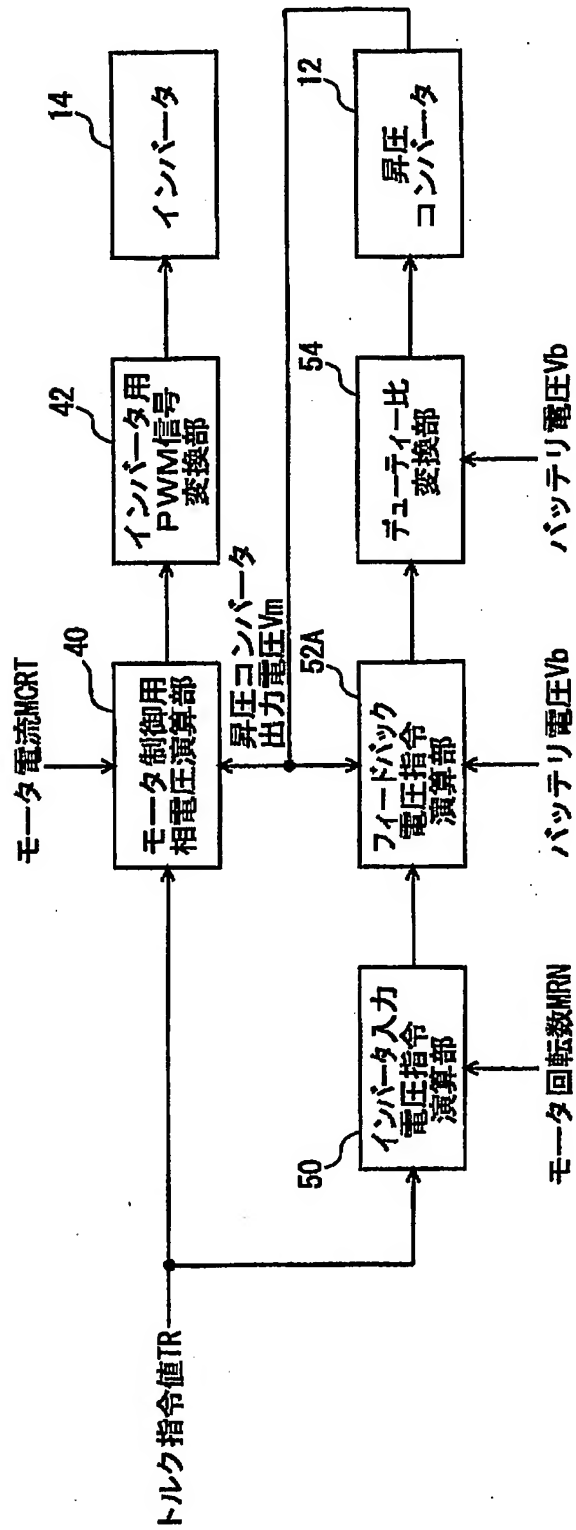 トルク指令値TR
モータ電流MCRT
40
モータ制御用
相電圧演算部
42
インバータ用
PWM信号
変換部
14
インバータ
昇圧コンバータ
出力電圧Vm
50
インバータ入力
電圧指令
演算部
モータ回転数MRN
52A
フィードバック
電圧指令
演算部
バッテリ電圧Vb
54
デューティー比
変換部
バッテリ電圧Vb
12
昇圧
コンバータ